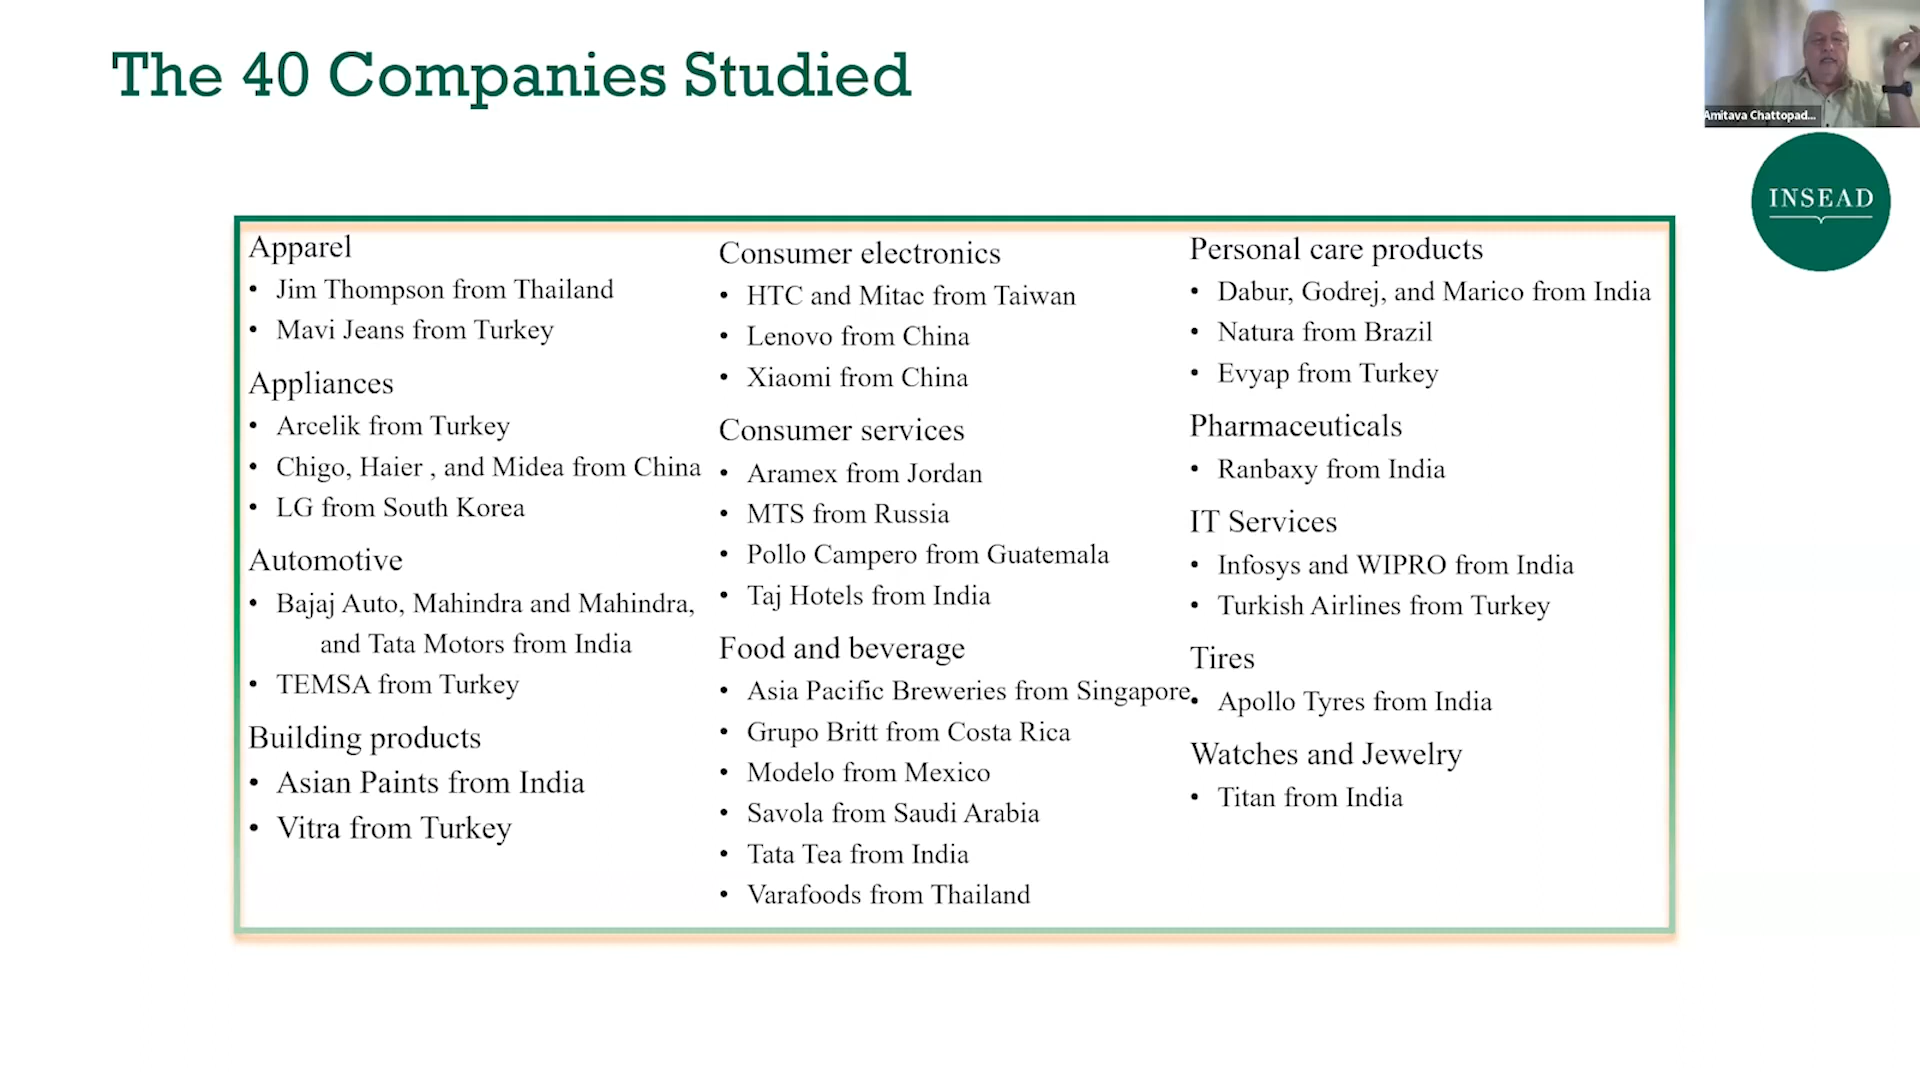 The 40 Companies Studied
Amitava Chattopad...
INSEAD
Apparel
• Jim Thompson from Thailand
• Mavi Jeans from Turkey
Appliances
• Arcelik from Turkey
• Chigo, Haier , and Midea from China
• LG from South Korea
Automotive
• Bajaj Auto, Mahindra and Mahindra,
and Tata Motors from India
• TEMSA from Turkey
Building products
• Asian Paints from India
• Vitra from Turkey
Consumer electronics
• HTC and Mitac from Taiwan
• Lenovo from China
• Xiaomi from China
Consumer services
• Aramex from Jordan
• MTS from Russia
• Pollo Campero from Guatemala
• Taj Hotels from India
Food and beverage
• Asia Pacific Breweries from Singapore
• Grupo Britt from Costa Rica
• Modelo from Mexico
• Savola from Saudi Arabia
• Tata Tea from India
• Varafoods from Thailand
Personal care products
• Dabur, Godrej, and Marico from India
• Natura from Brazil
• Evyap from Turkey
Pharmaceuticals
• Ranbaxy from India
IT Services
• Infosys and WIPRO from India
• Turkish Airlines from Turkey
Tires
• Apollo Tyres from India
Watches and Jewelry
• Titan from India